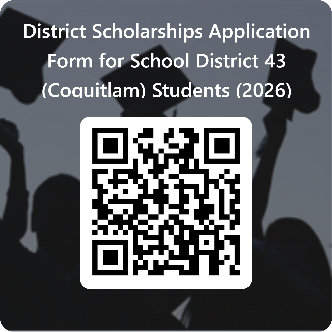 District Scholarships Application
Form for School District 43
(Coquitlam) Students (2026)